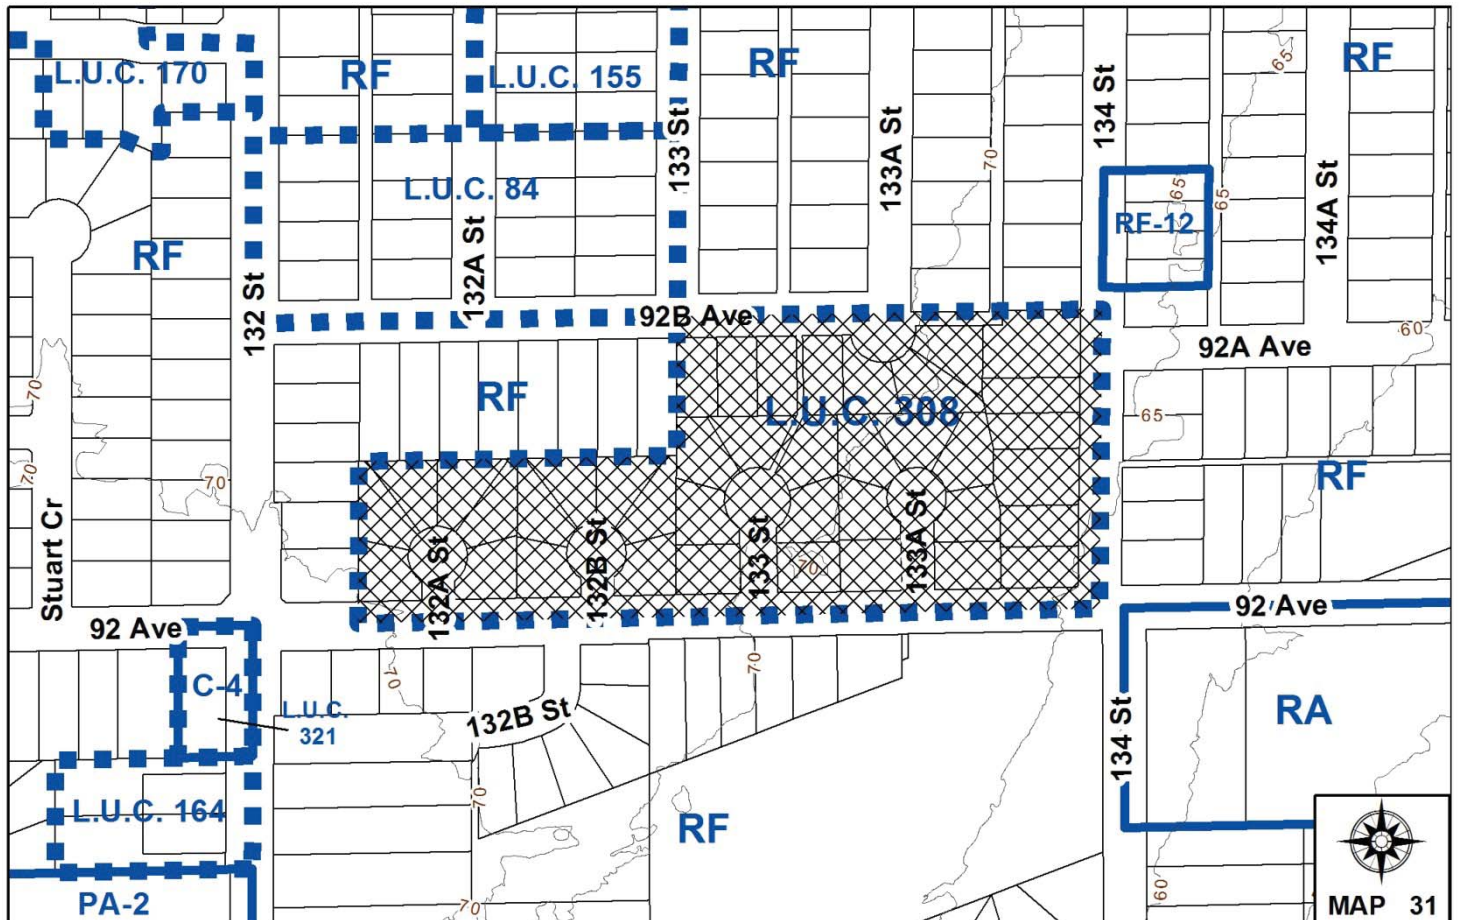 L.U.C. 170
RF
L.U.C. 155
RF
65
RF
134 St
133 St
133A St
70
L.U.C. 84
65
65
RF-12
134A St
RF
132A St
132 St
92B Ave
60
92A Ave
70
RF
L.U.C. 308
65
RF
70
70
Stuart Cr
132A St
132B St
133 St
70
133A St
92 Ave
92 Ave
C-4
L.U.C.
321
70
70
132B St
134 St
RA
70
L.U.C. 164
RF
PA-2
70
60
MAP 31